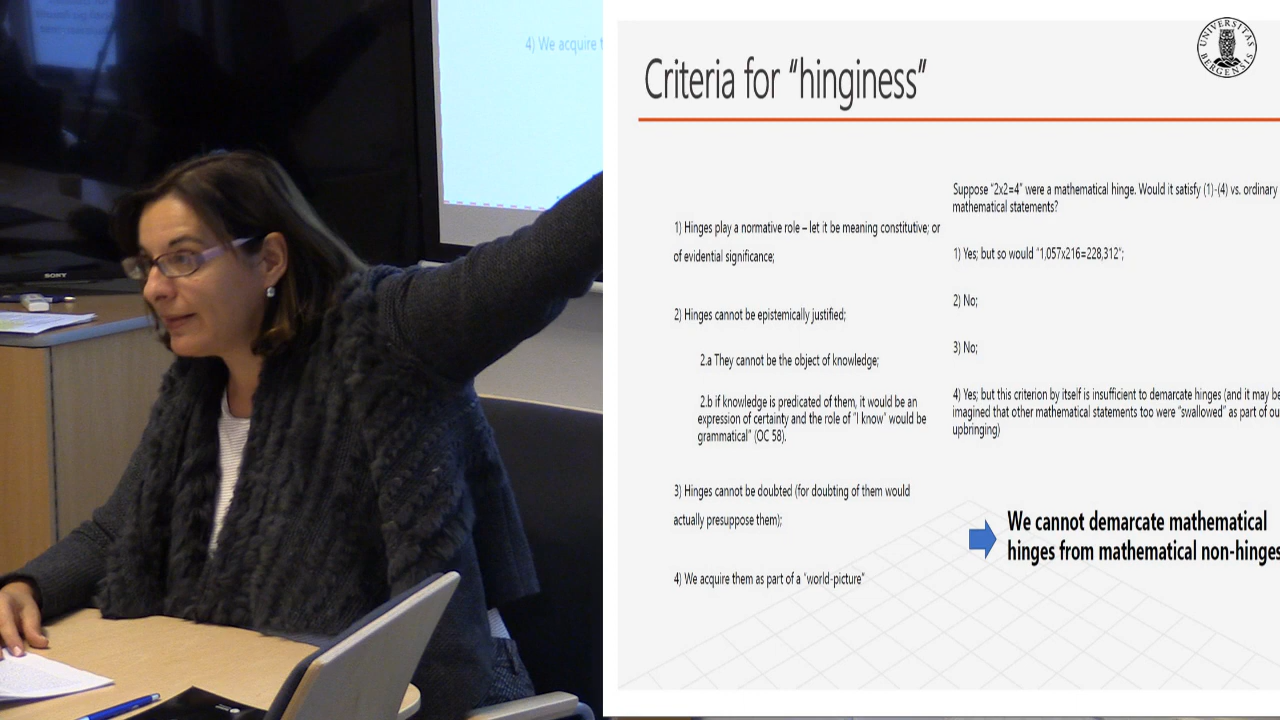 4) We acquire t
SONY
UNIVERSITAS BERGENSIS
Criteria for “hinginess”
1) Hinges play a normative role – let it be meaning constitutive; or
of evidential significance;
2) Hinges cannot be epistemically justified;
2.a They cannot be the object of knowledge;
2.b if knowledge is predicated of them, it would be an
expression of certainty and the role of “I know” would be
grammatical” (OC 58).
3) Hinges cannot be doubted (for doubting of them would
actually presuppose them);
4) We acquire them as part of a “world-picture”
Suppose “2x2=4” were a mathematical hinge. Would it satisfy (1)-(4) vs. ordinary
mathematical statements?
1) Yes; but so would “1,057x216=228,312”;
2) No;
3) No;
4) Yes; but this criterion by itself is insufficient to demarcate hinges (and it may be
imagined that other mathematical statements too were “swallowed” as part of ou
upbringing)
We cannot demarcate mathematical
hinges from mathematical non-hinges